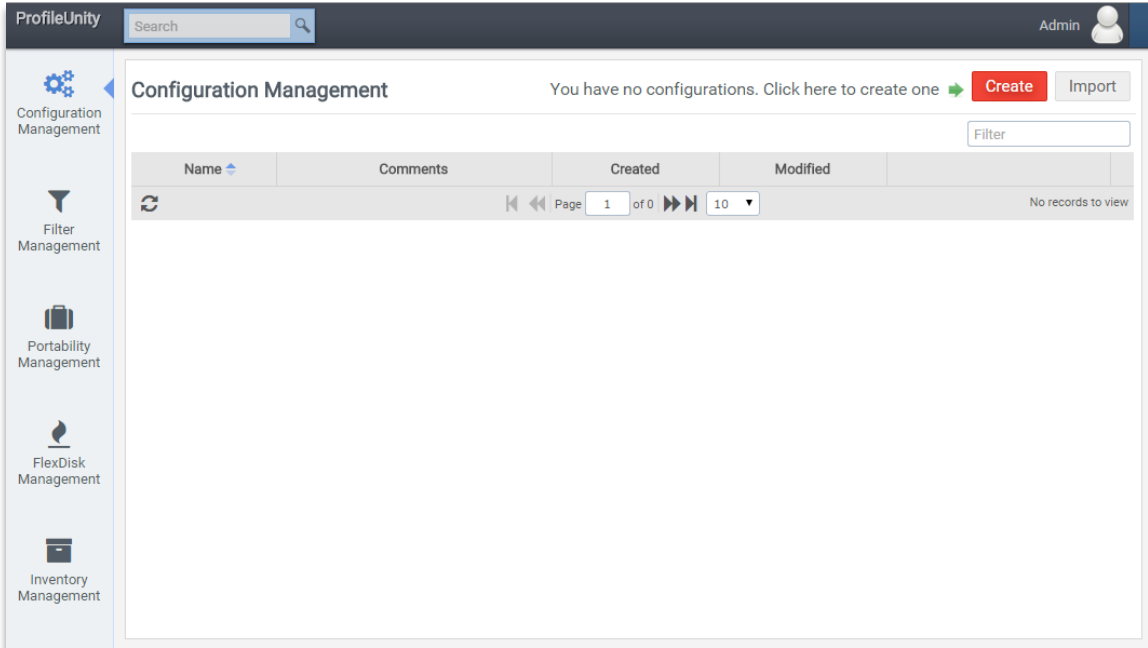 ProfileUnity
Search
Admin
Configuration
Management
Filter
Management
Portability
Management
FlexDisk
Management
Inventory
Management
Configuration Management
You have no configurations. Click here to create one
Create
Import
Filter
Name
Comments
Created
Modified
Page 1 of 0
10
No records to view